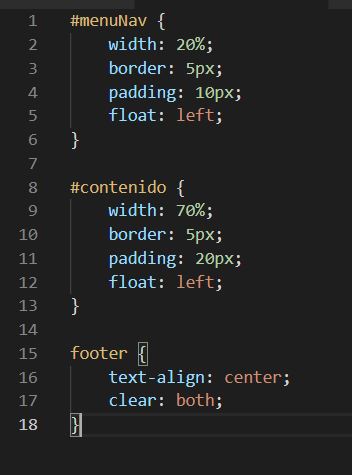 1 #menuNav {
2     width: 20%;
3     border: 5px;
4     padding: 10px;
5     float: left;
6 }
7
8 #contenido {
9     width: 70%;
10     border: 5px;
11     padding: 20px;
12     float: left;
13 }
14
15 footer {
16     text-align: center;
17     clear: both;
18 }